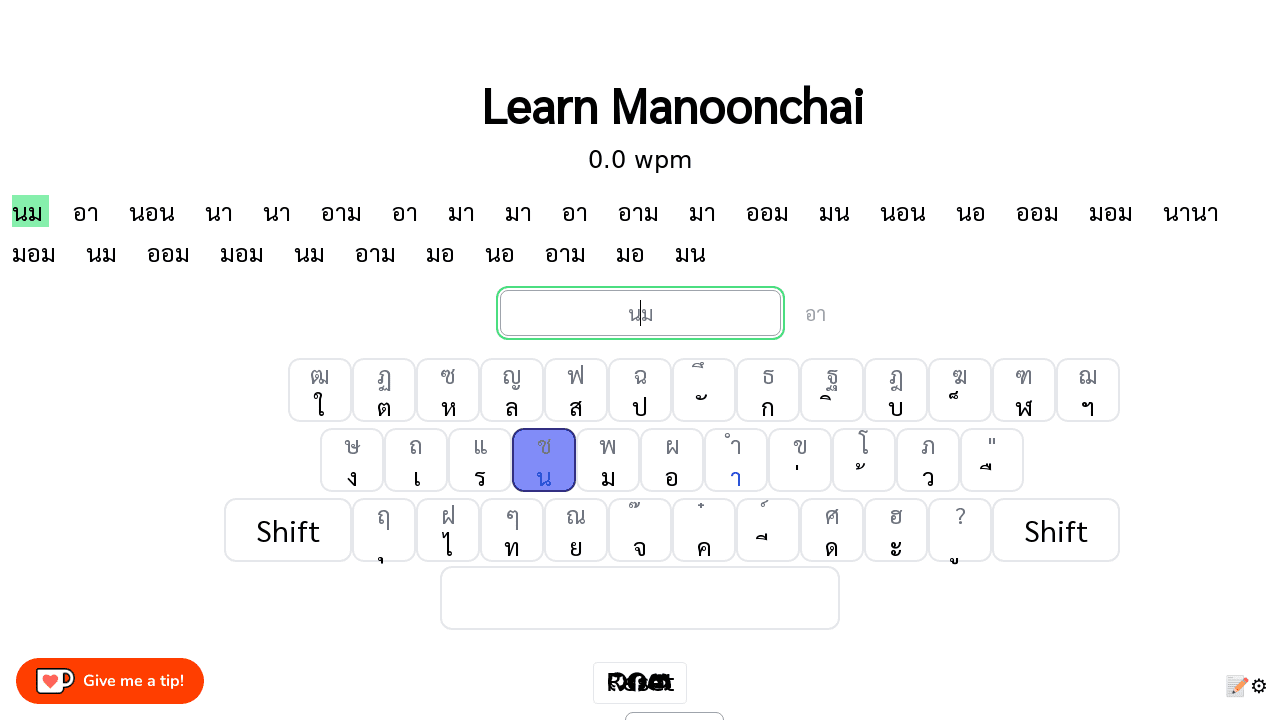 Learn Manoonchai
0.0 wpm
นม อา นอน นา นา อาม อา มา มา อา อาม มา ออม มน นอน นอ ออม มอม นานา
มอม นม ออม มอม นม อาม มอ นอ อาม มอ มน
นม อา
ฒ ฏ ซ ญ ฟ ฉ ึ ธ ฐ ฎ ฆ ฑ ฌ
ใ ต ห ล ส ป ั ก ิ บ ็ ฬ ฯ
ษ ถ แ ช พ ผ ำ ข โ ภ "
ง เ ร น ม อ า ่ ้ ว ื
Shift ฤ ฝ ๆ ณ ๊ ๋ ์ ศ ฮ ? Shift
ุ ไ ท ย จ ค ี ด ะ ู
Give me a tip!
Reset